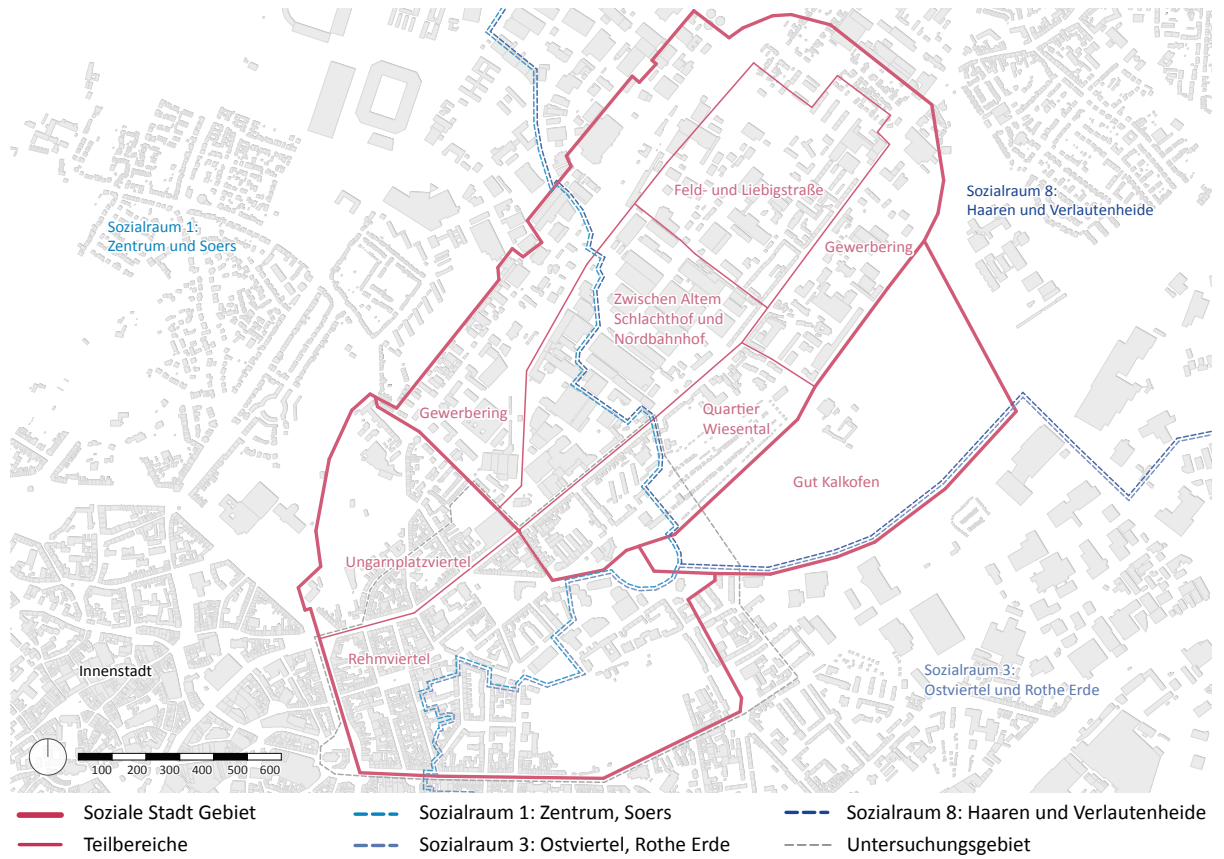 Feld- und Liebigstraße
Sozialraum 8:
Haaren und Verlautenheide
Sozialraum 1:
Zentrum und Soers
Gewerbering
Zwischen Altem
Schlachthof und
Nordbahnhof
Gewerbering
Quartier
Wiesental
Gut Kalkofen
Ungarnplatzviertel
Rehmviertel
Innenstadt
Sozialraum 3:
Ostviertel und Rothe Erde
100 200 300 400 500 600
Soziale Stadt Gebiet
Sozialraum 1: Zentrum, Soers
Sozialraum 8: Haaren und Verlautenheide
Teilbereiche
Sozialraum 3: Ostviertel, Rothe Erde
Untersuchungsgebiet